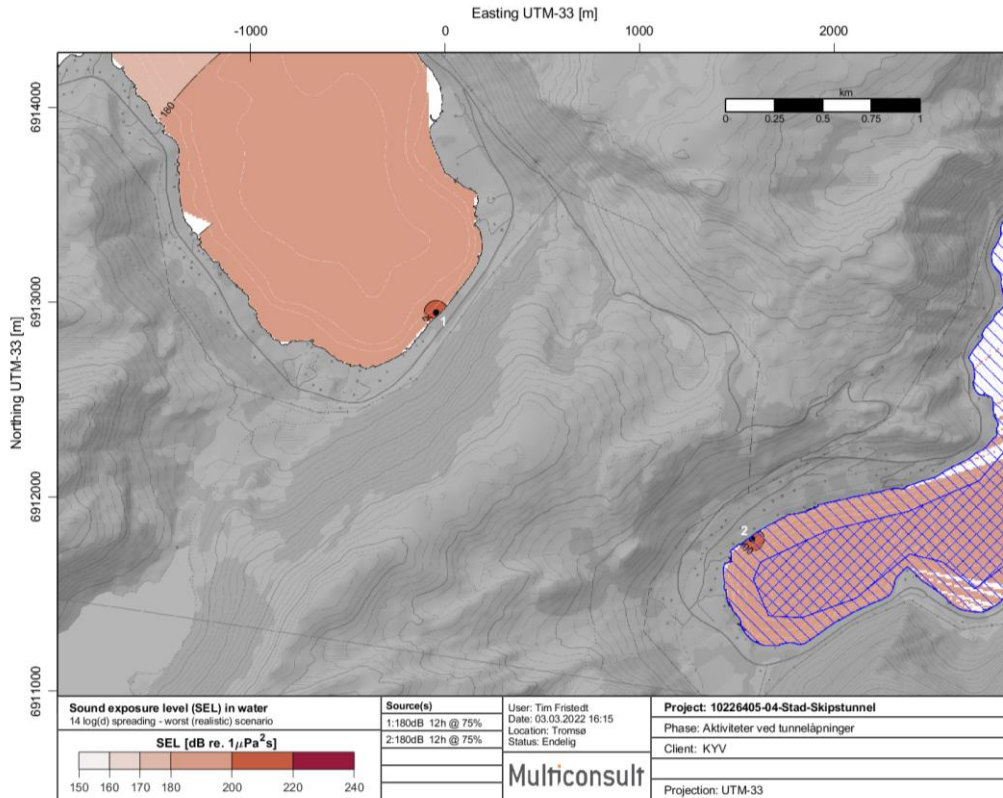 Easting UTM-33 [m]
-1000 0 1000 2000
Northing UTM-33 [m]
6914000
6913000
6912000
6911000
km
0 0.25 0.5 0.75 1
180
1
2
Sound exposure level (SEL) in water
14 log(d) spreading - worst (realistic) scenario
SEL [dB re. 1μPa²s]
150 160 170 180 200 220 240
Source(s)
1:180dB 12h @ 75%
2:180dB 12h @ 75%
User: Tim Fristedt
Date: 03.03.2022 16:15
Location: Tromsø
Status: Endelig
Multiconsult
Project: 10226405-04-Stad-Skipstunnel
Phase: Aktiviteter ved tunnelåpninger
Client: KYV
Projection: UTM-33